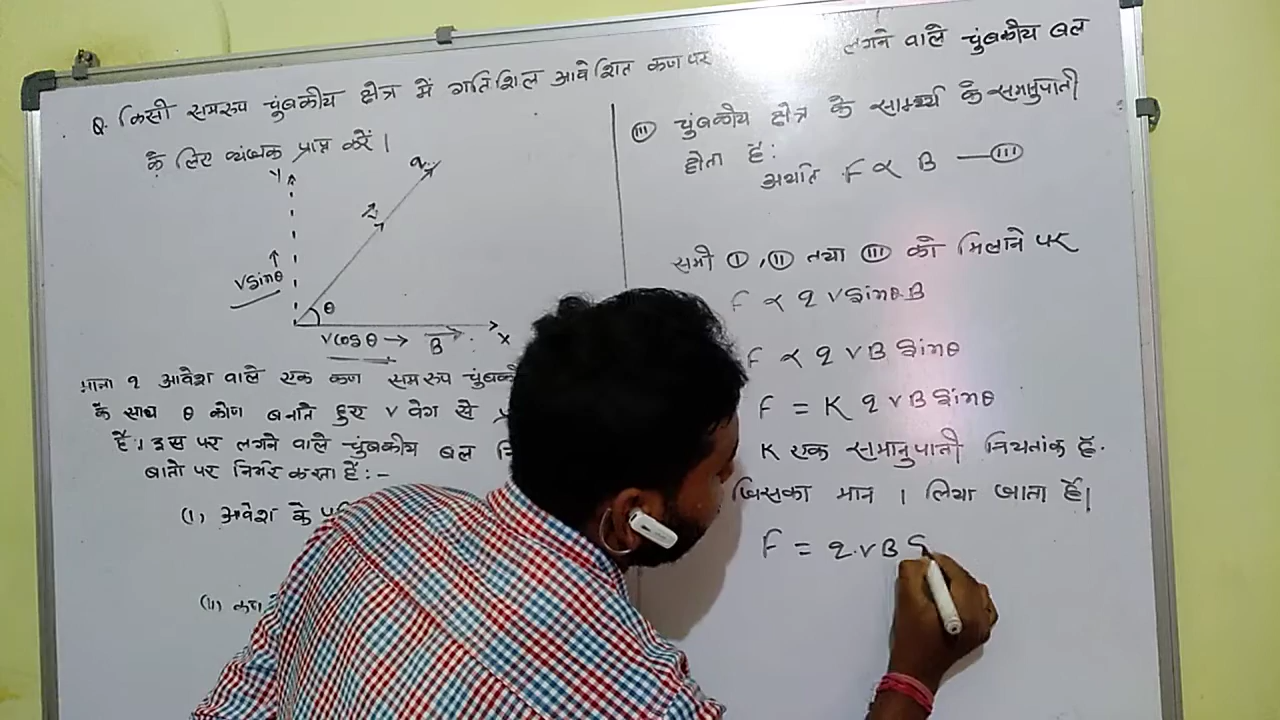 Q. किसी समरूप चुंबकीय क्षेत्र में गतिशिल आवेशित कण पर लगने वाले चुंबकीय बल
के लिए व्यंजक प्राप्त करें।
Y
q
V
Vsinθ
θ
Vcosθ → B X
माना q आवेश वाले एक कण समरूप
के साथ θ कोण बनाते हुए v वेग से
है। इस पर लगने वाले चुंबकीय बल
बातो पर निर्भर करता है:-
(I) आवेश के
(II)
(III) चुंबकीय क्षेत्र के सामर्थ्य के समानुपाती
होता है:
अर्थात F ∝ B —(III)
समी (I), (II) तथा (III) को मिलाने पर
F ∝ q vsinθ.B
F ∝ q vB sinθ
F = K q vB sinθ
K एक समानुपाती नियतांक है.
जिसका मान 1 लिया जाता है।
F = q.vB S